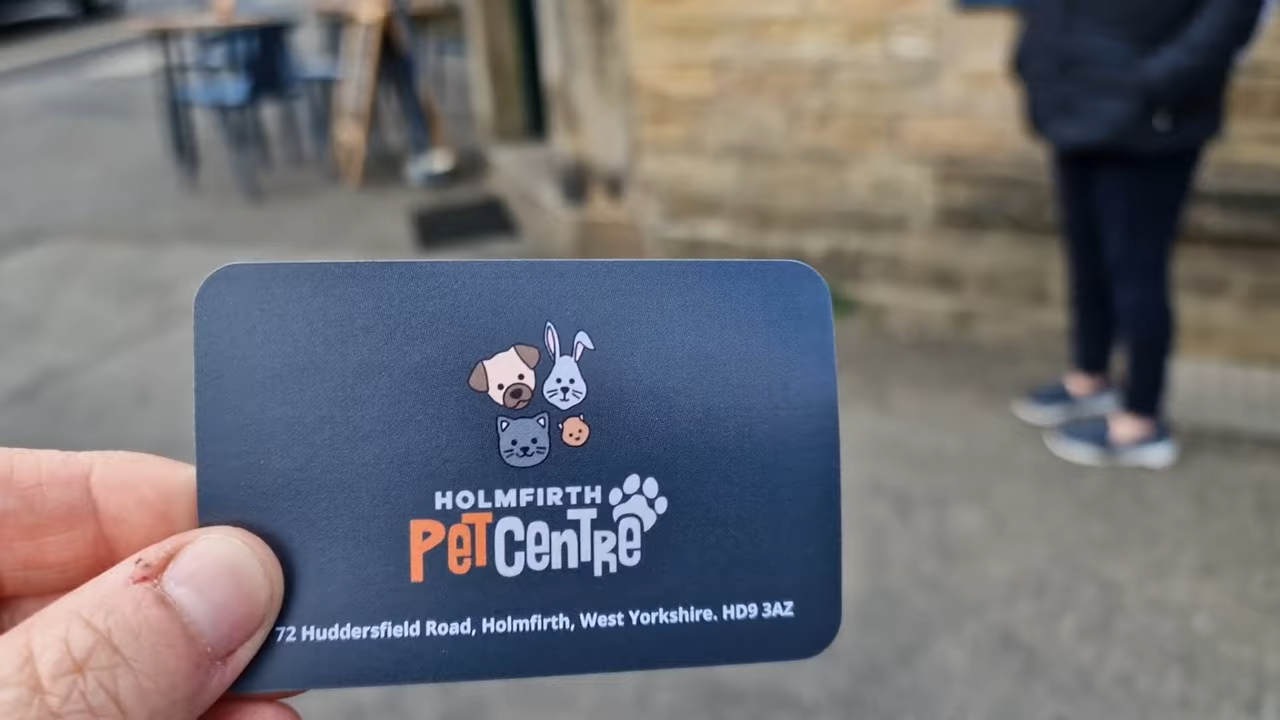 HOLMFIRTH
PeTCenTRe
72 Huddersfield Road, Holmfirth, West Yorkshire. HD9 3AZ